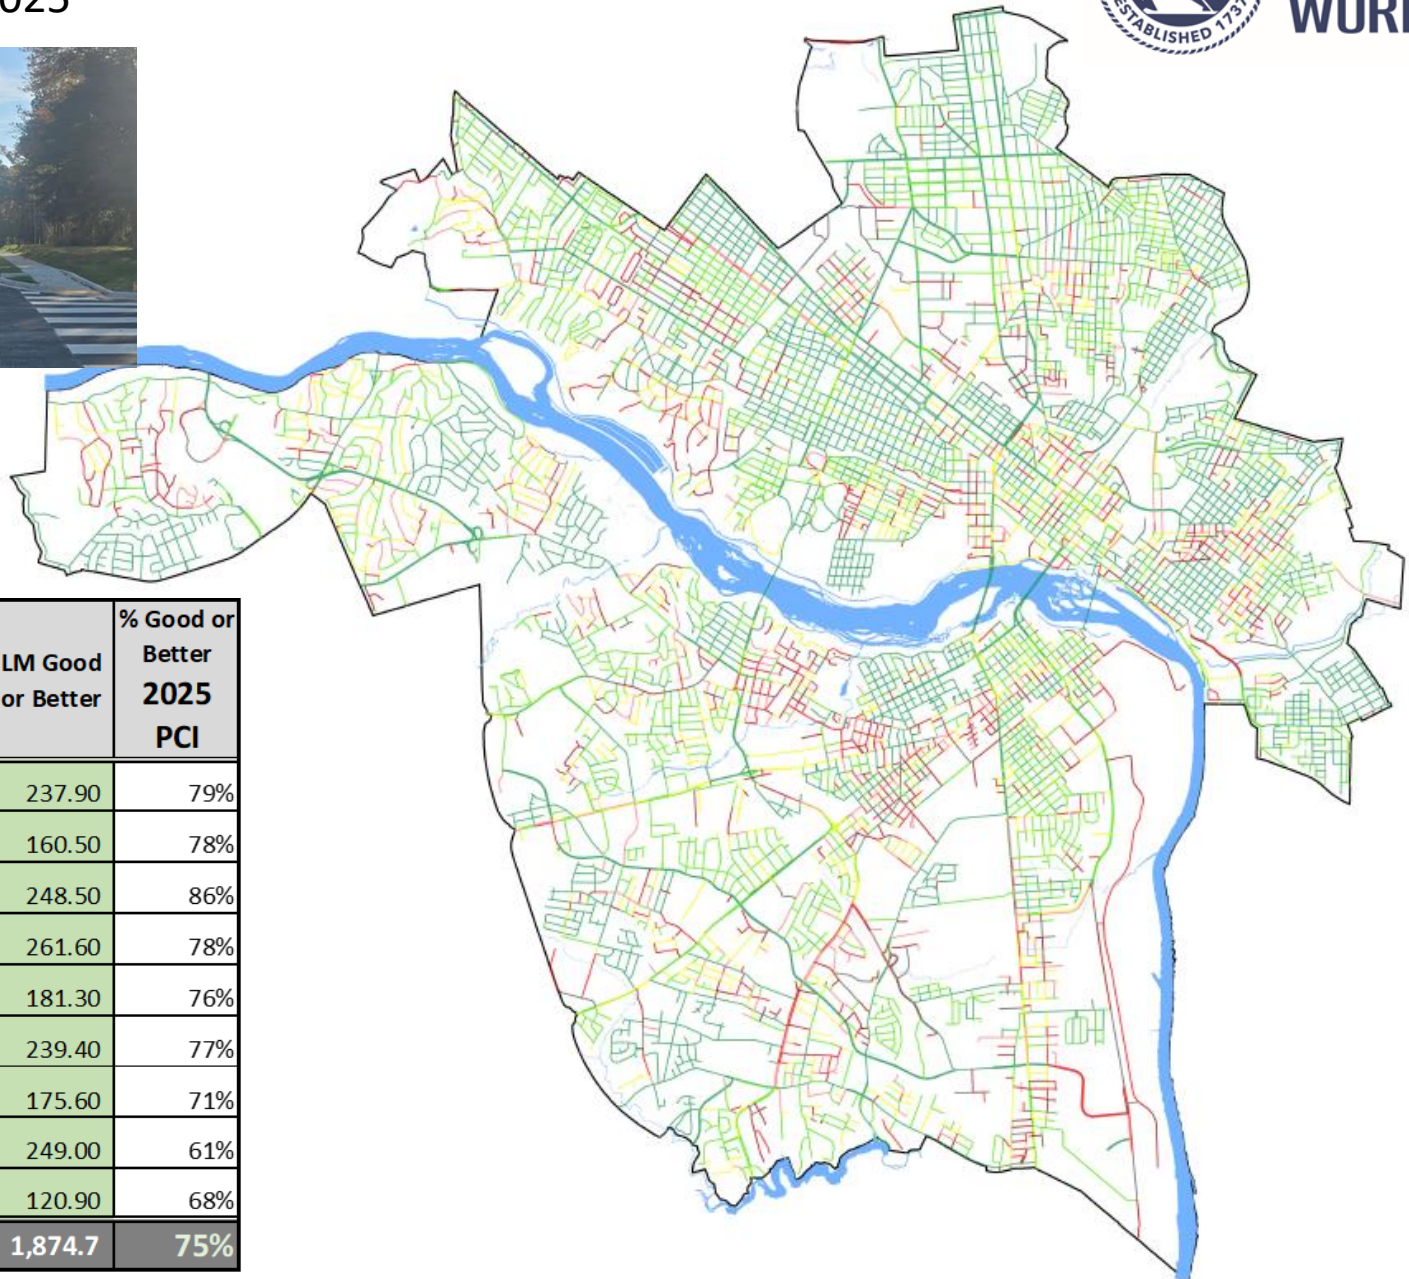 ESTABLISHED 1737
LM Good
or Better
% Good or
Better
2025
PCI
237.90 79%
160.50 78%
248.50 86%
261.60 78%
181.30 76%
239.40 77%
175.60 71%
249.00 61%
120.90 68%
1,874.7 75%